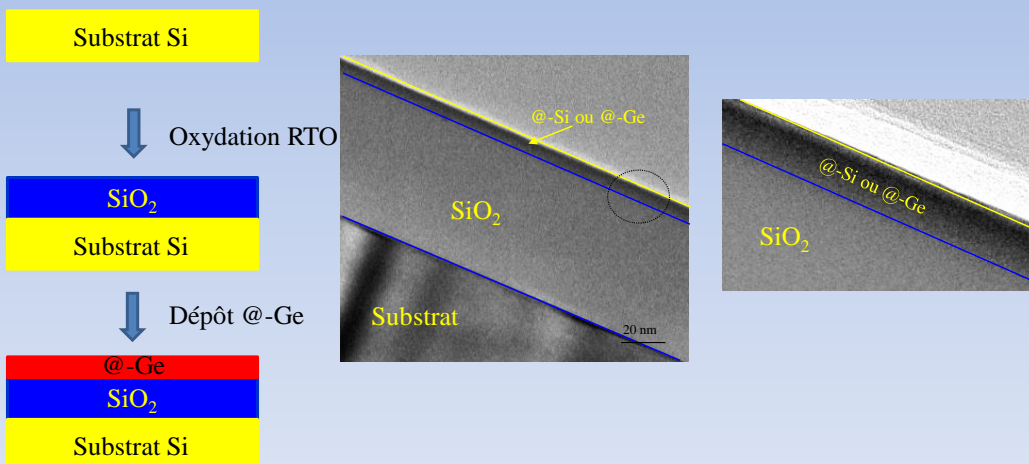 Substrat Si
Oxydation RTO
SiO₂
Substrat Si
Dépôt @-Ge
@-Ge
SiO₂
Substrat Si
@-Si ou @-Ge
SiO₂
Substrat
20 nm
@-Si ou @-Ge
SiO₂